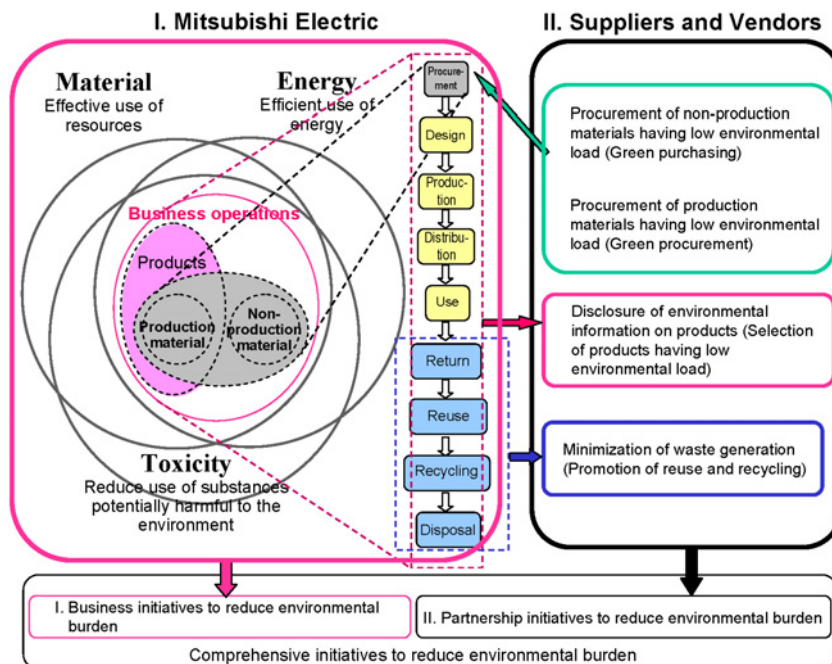 I. Mitsubishi Electric
Material
Effective use of
resources
Energy
Efficient use of
energy
Business operations
Products
Production
material
Non-
production
material
Toxicity
Reduce use of substances
potentially harmful to the
environment
Procure-
ment
Design
Produc-
tion
Distribu-
tion
Use
Return
Reuse
Recycling
Disposal
II. Suppliers and Vendors
Procurement of non-production
materials having low environmental
load (Green purchasing)
Procurement of production
materials having low environmental
load (Green procurement)
Disclosure of environmental
information on products (Selection
of products having low
environmental load)
Minimization of waste generation
(Promotion of reuse and recycling)
I. Business initiatives to reduce environmental
burden
II. Partnership initiatives to reduce environmental burden
Comprehensive initiatives to reduce environmental burden